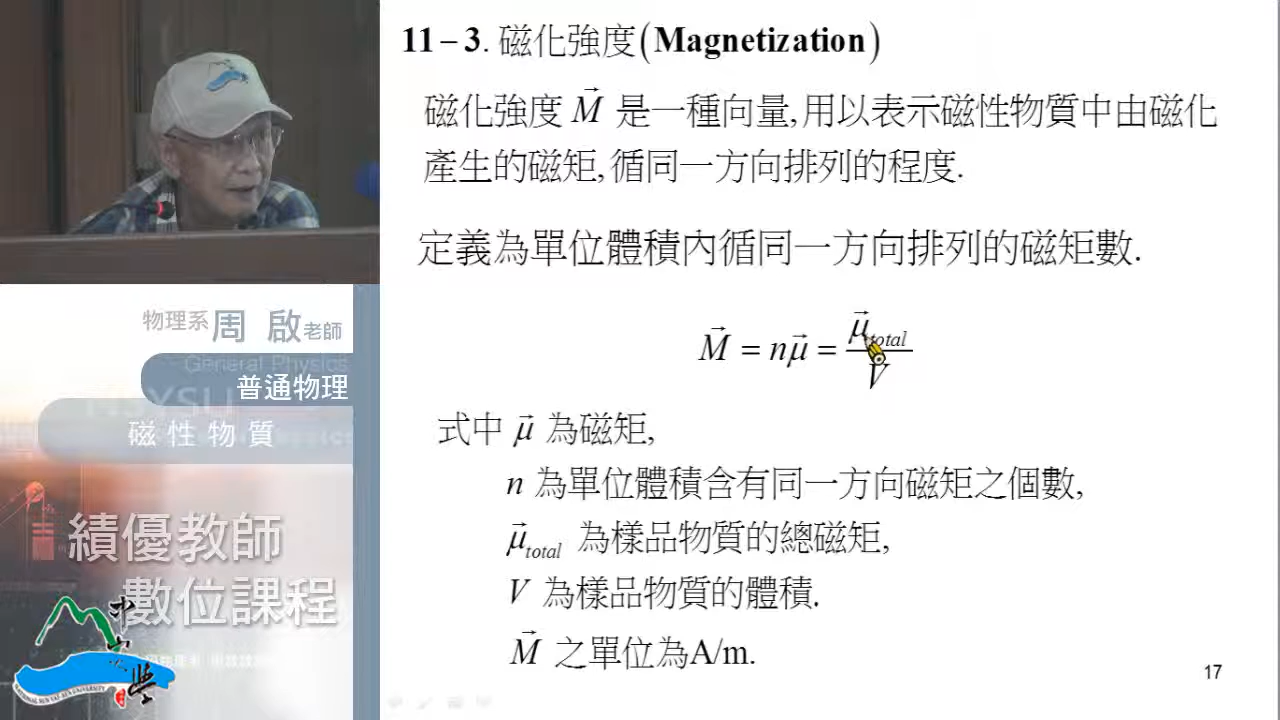 11－3. 磁化強度(Magnetization)
磁化強度 M⃗ 是一種向量,用以表示磁性物質中由磁化
產生的磁矩,循同一方向排列的程度.
定義為單位體積內循同一方向排列的磁矩數.
M⃗ = nμ⃗ = μ⃗total / V
式中 μ⃗ 為磁矩,
n 為單位體積含有同一方向磁矩之個數,
μ⃗total 為樣品物質的總磁矩,
V 為樣品物質的體積.
M⃗ 之單位為A/m.
17
物理系周 啟老師
General Physics
普通物理
NSYSU
磁性物質
績優教師
數位課程